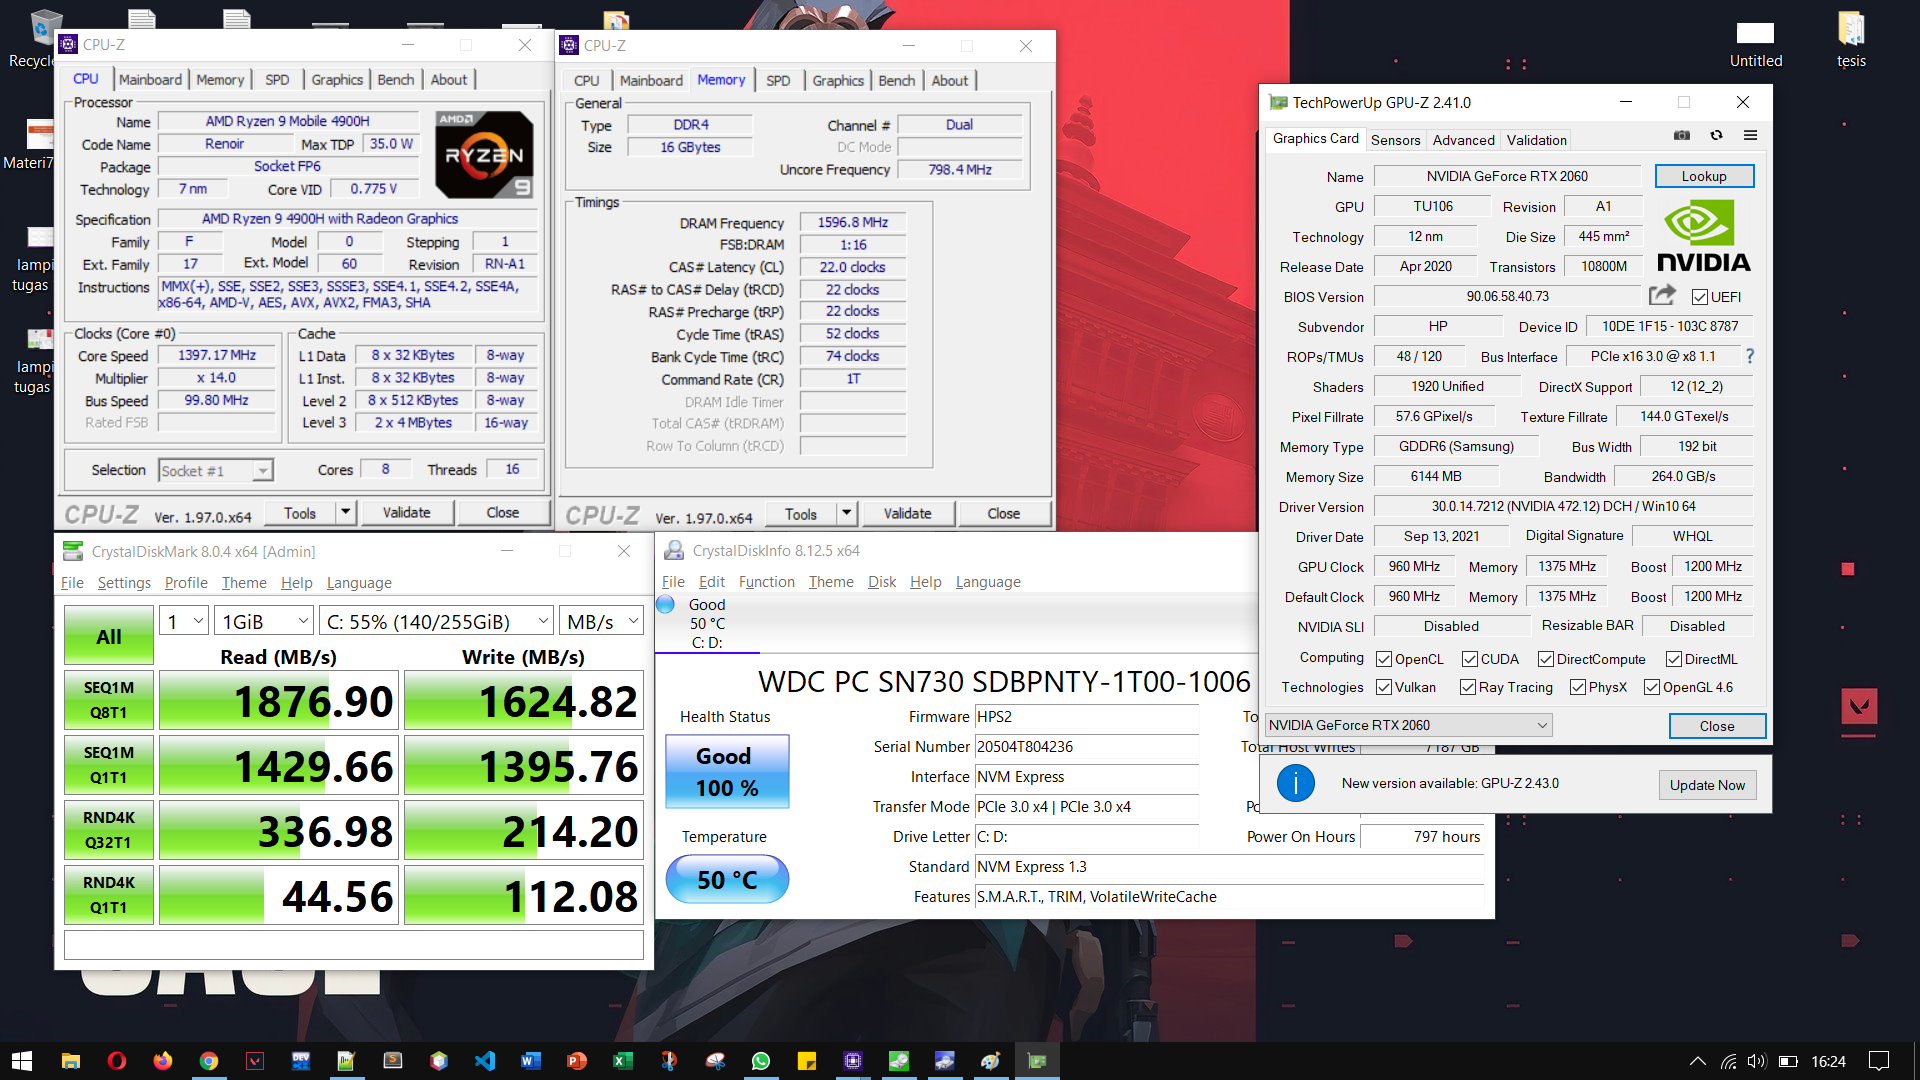 Recycle
Materi7
lampi
tugas
lampi
tugas
Untitled
tesis
CPU-Z
CPU Mainboard Memory SPD Graphics Bench About
Processor
Name AMD Ryzen 9 Mobile 4900H
Code Name Renoir Max TDP 35.0 W
Package Socket FP6
Technology 7 nm Core VID 0.775 V
AMD
RYZEN
9
Specification AMD Ryzen 9 4900H with Radeon Graphics
Family F Model 0 Stepping 1
Ext. Family 17 Ext. Model 60 Revision RN-A1
Instructions MMX(+), SSE, SSE2, SSE3, SSSE3, SSE4.1, SSE4.2, SSE4A,
x86-64, AMD-V, AES, AVX, AVX2, FMA3, SHA
Clocks (Core #0)
Core Speed 1397.17 MHz
Multiplier x 14.0
Bus Speed 99.80 MHz
Rated FSB
Cache
L1 Data 8 x 32 KBytes 8-way
L1 Inst. 8 x 32 KBytes 8-way
Level 2 8 x 512 KBytes 8-way
Level 3 2 x 4 MBytes 16-way
Selection Socket #1 Cores 8 Threads 16
CPU-Z Ver. 1.97.0.x64 Tools Validate Close
CPU-Z
CPU Mainboard Memory SPD Graphics Bench About
General
Type DDR4 Channel # Dual
Size 16 GBytes DC Mode
Uncore Frequency 798.4 MHz
Timings
DRAM Frequency 1596.8 MHz
FSB:DRAM 1:16
CAS# Latency (CL) 22.0 clocks
RAS# to CAS# Delay (tRCD) 22 clocks
RAS# Precharge (tRP) 22 clocks
Cycle Time (tRAS) 52 clocks
Bank Cycle Time (tRC) 74 clocks
Command Rate (CR) 1T
DRAM Idle Timer
Total CAS# (tRDRAM)
Row To Column (tRCD)
CPU-Z Ver. 1.97.0.x64 Tools Validate Close
TechPowerUp GPU-Z 2.41.0
Graphics Card Sensors Advanced Validation
Name NVIDIA GeForce RTX 2060 Lookup
GPU TU106 Revision A1
Technology 12 nm Die Size 445 mm²
Release Date Apr 2020 Transistors 10800M
NVIDIA
BIOS Version 90.06.58.40.73 UEFI
Subvendor HP Device ID 10DE 1F15 - 103C 8787
ROPs/TMUs 48 / 120 Bus Interface PCIe x16 3.0 @ x8 1.1 ?
Shaders 1920 Unified DirectX Support 12 (12_2)
Pixel Fillrate 57.6 GPixel/s Texture Fillrate 144.0 GTexel/s
Memory Type GDDR6 (Samsung) Bus Width 192 bit
Memory Size 6144 MB Bandwidth 264.0 GB/s
Driver Version 30.0.14.7212 (NVIDIA 472.12) DCH / Win10 64
Driver Date Sep 13, 2021 Digital Signature WHQL
GPU Clock 960 MHz Memory 1375 MHz Boost 1200 MHz
Default Clock 960 MHz Memory 1375 MHz Boost 1200 MHz
NVIDIA SLI Disabled Resizable BAR Disabled
Computing OpenCL CUDA DirectCompute DirectML
Technologies Vulkan Ray Tracing PhysX OpenGL 4.6
NVIDIA GeForce RTX 2060 Close
New version available: GPU-Z 2.43.0 Update Now
CrystalDiskMark 8.0.4 x64 [Admin]
File Settings Profile Theme Help Language
All 1 1GiB C: 55% (140/255GiB) MB/s
Read (MB/s) Write (MB/s)
SEQ1M
Q8T1 1876.90 1624.82
SEQ1M
Q1T1 1429.66 1395.76
RND4K
Q32T1 336.98 214.20
RND4K
Q1T1 44.56 112.08
CrystalDiskInfo 8.12.5 x64
File Edit Function Theme Disk Help Language
Good
50 °C
C: D:
WDC PC SN730 SDBPNTY-1T00-1006
Health Status
Good
100 %
Temperature
50 °C
Firmware HPS2
Serial Number 20504T804236 Total Host Writes 7187 GB
Interface NVM Express
Transfer Mode PCIe 3.0 x4 | PCIe 3.0 x4
Drive Letter C: D: Power On Hours 797 hours
Standard NVM Express 1.3
Features S.M.A.R.T., TRIM, VolatileWriteCache
DEV
16:24